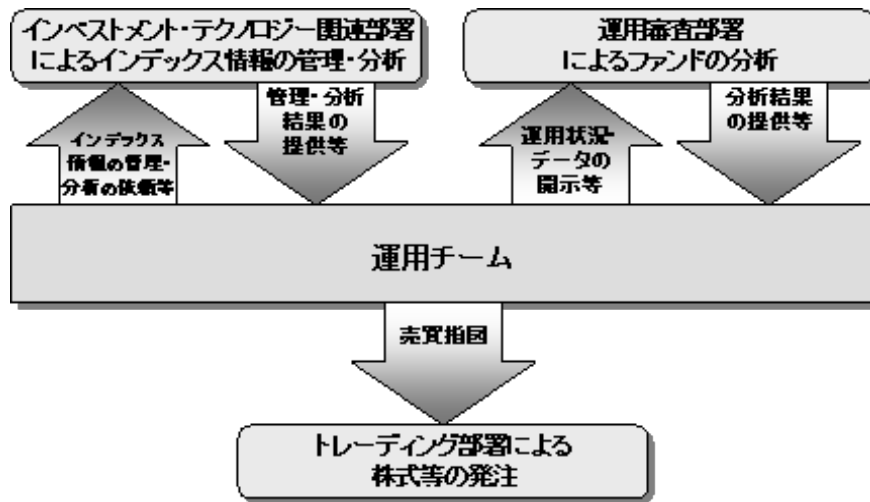 インベストメント・テクノロジー関連部署
によるインデックス情報の管理・分析
運用審査部署
によるファンドの分析
インデックス
情報の管理・
分析の依頼等
管理・分析
結果の
提供等
運用状況・
データの
開示等
分析結果
の提供等
運用チーム
売買指図
トレーディング部署による
株式等の発注